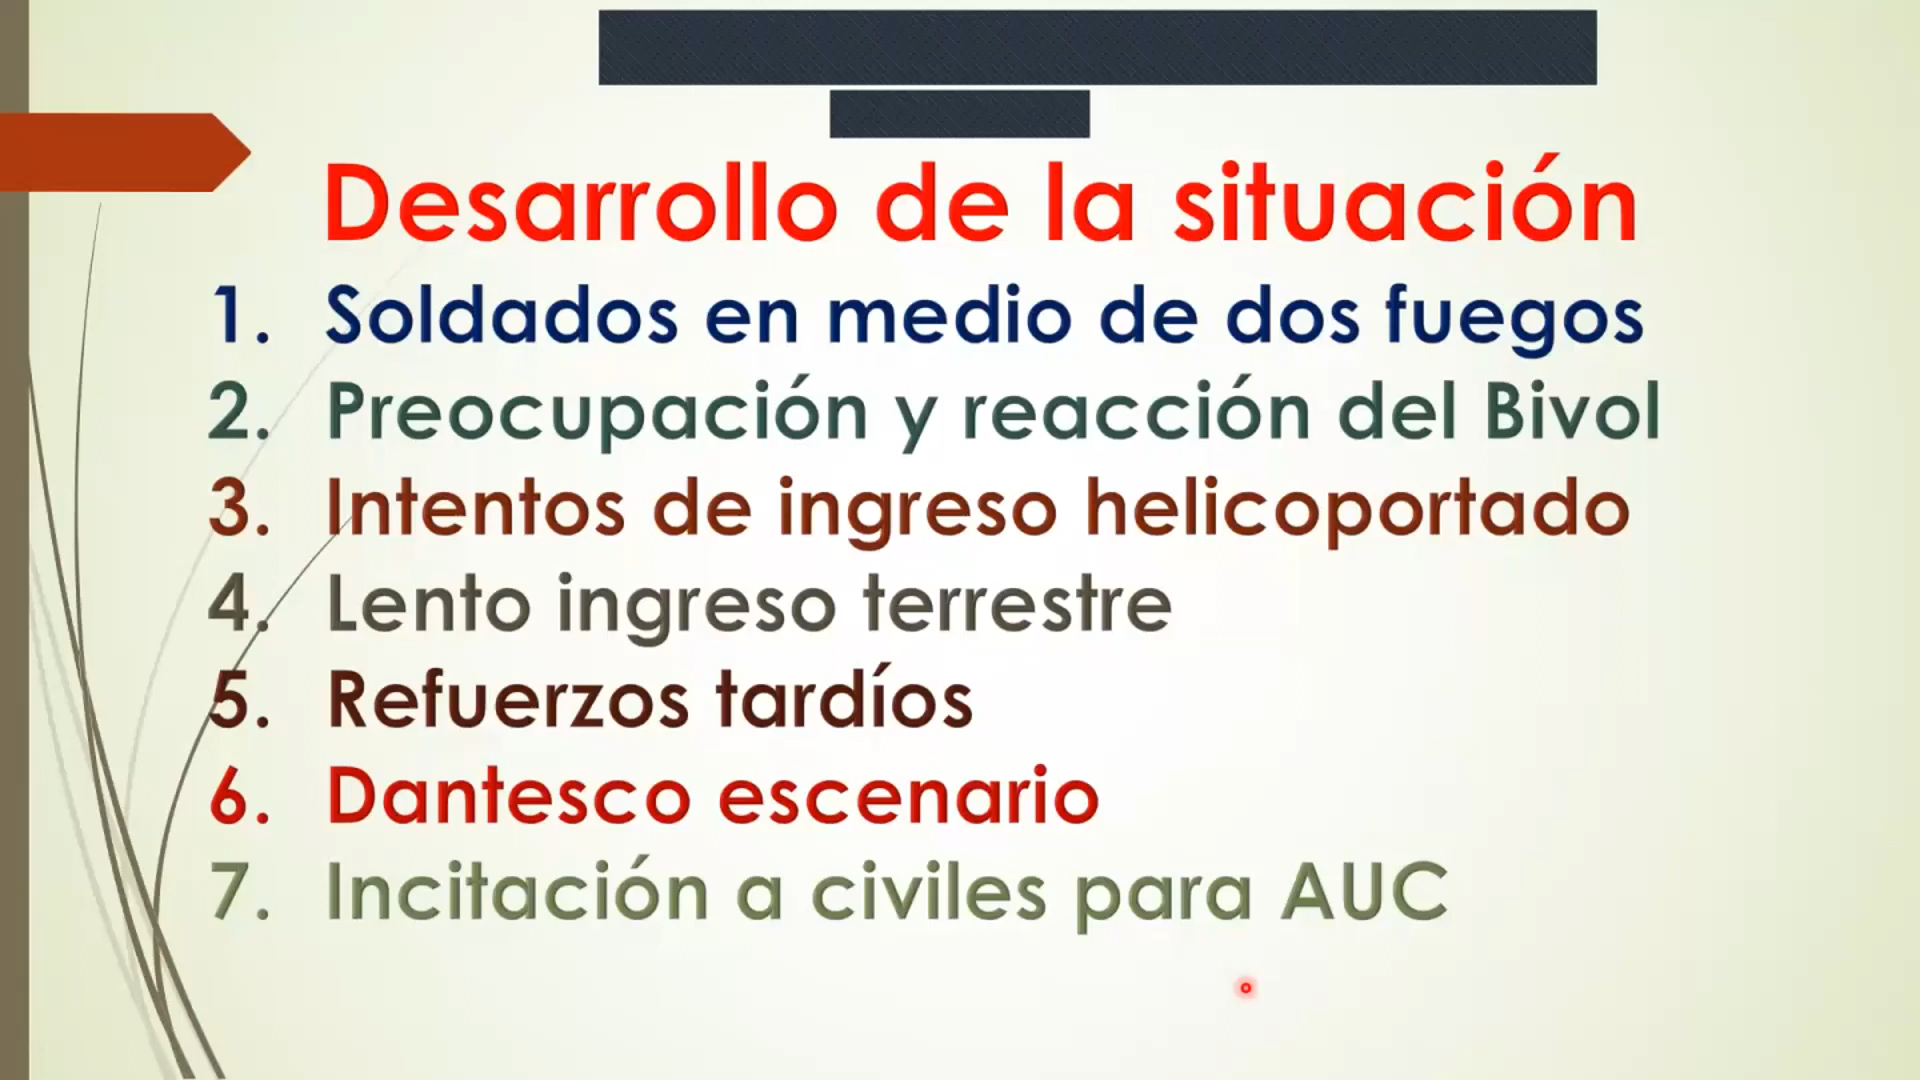 Desarrollo de la situación
1. Soldados en medio de dos fuegos
2. Preocupación y reacción del Bivol
3. Intentos de ingreso helicoportado
4. Lento ingreso terrestre
5. Refuerzos tardíos
6. Dantesco escenario
7. Incitación a civiles para AUC